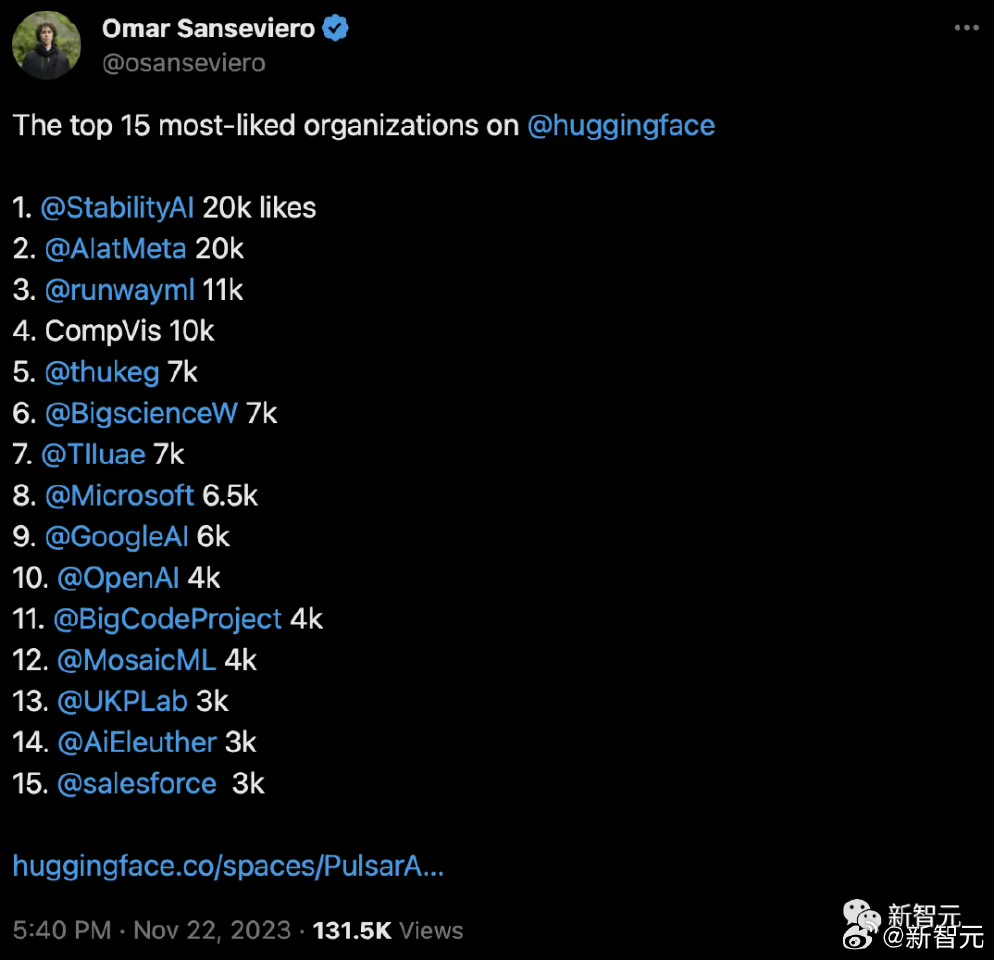 Omar Sanseviero
@osanseviero
The top 15 most-liked organizations on @huggingface
1. @StabilityAI 20k likes
2. @AIatMeta 20k
3. @runwayml 11k
4. CompVis 10k
5. @thukeg 7k
6. @BigscienceW 7k
7. @TIIuae 7k
8. @Microsoft 6.5k
9. @GoogleAI 6k
10. @OpenAI 4k
11. @BigCodeProject 4k
12. @MosaicML 4k
13. @UKPLab 3k
14. @AiEleuther 3k
15. @salesforce 3k
huggingface.co/spaces/PulsarA...
5:40 PM · Nov 22, 2023 · 131.5K Views
新智元
@新智元